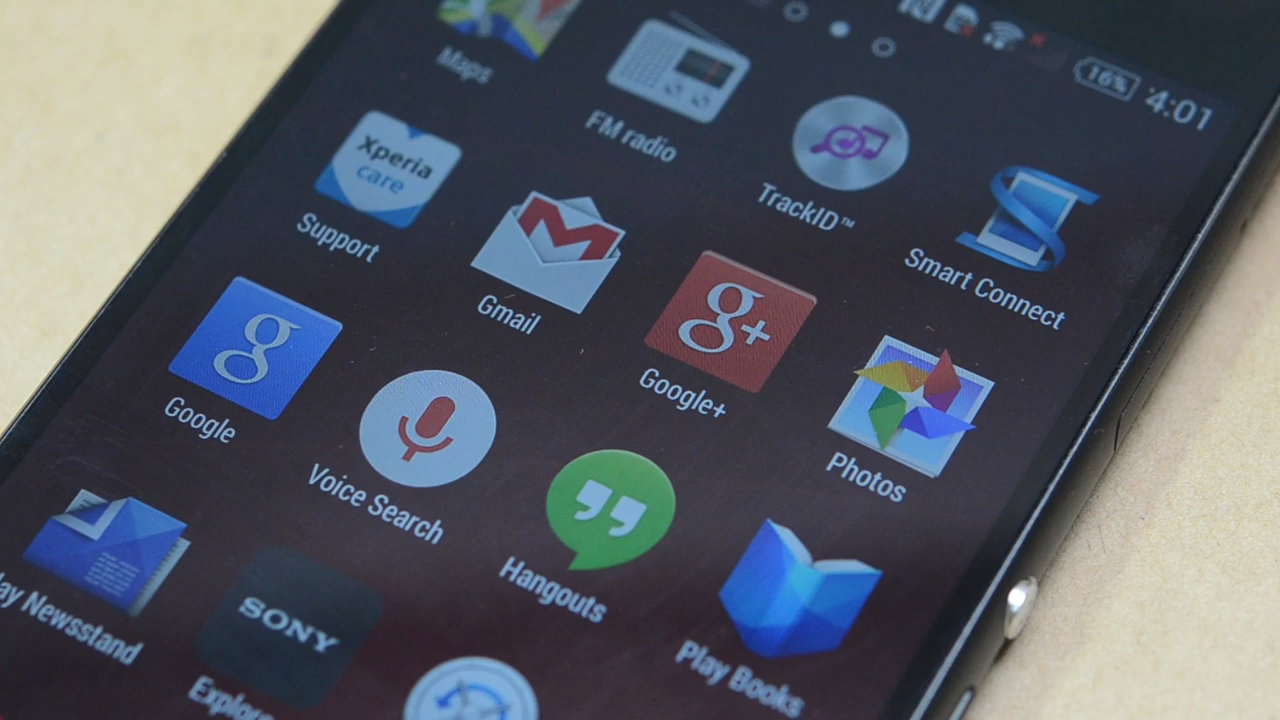 16%
4:01
Maps
FM radio
TrackID™
Smart Connect
Xperia
care
Support
Gmail
g+
Google+
Photos
g
Google
Voice Search
Hangouts
Play Books
Newsstand
SONY